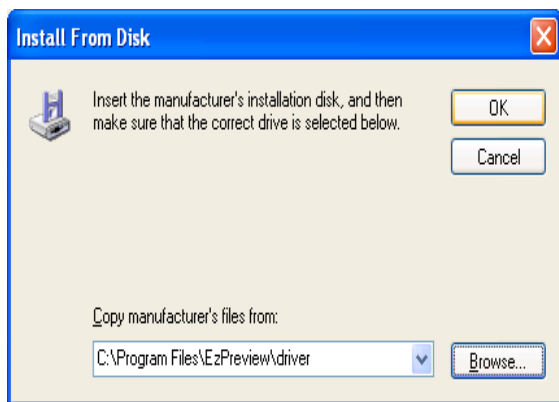 Install From Disk
Insert the manufacturer's installation disk, and then
make sure that the correct drive is selected below.
OK
Cancel
Copy manufacturer's files from:
C:\Program Files\EzPreview\driver
Browse...